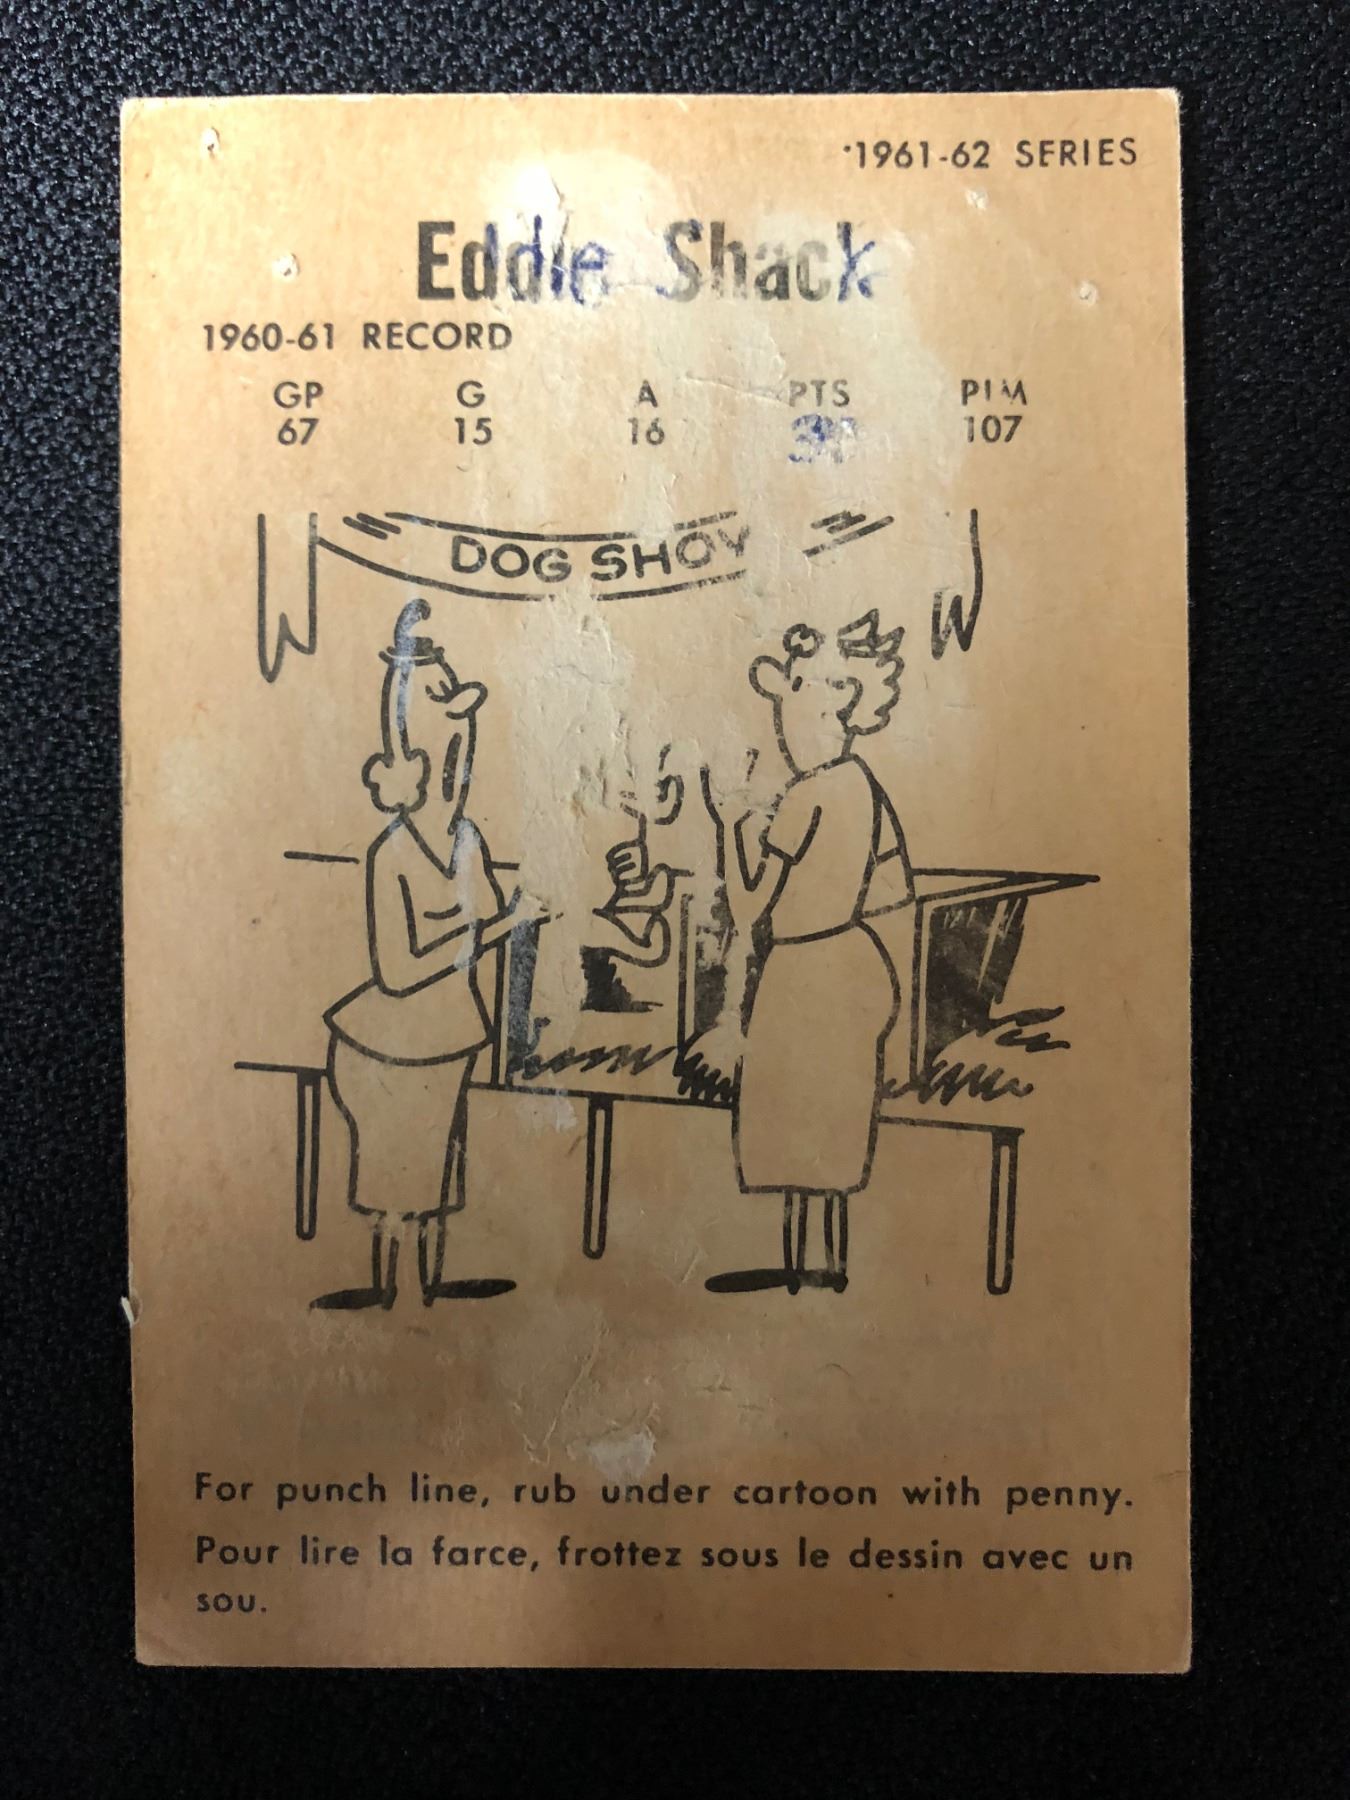 1961-62 SERIES
Eddie Shack
1960-61 RECORD
GP G A PTS PIM
67 15 16 107
DOG SHOW
For punch line, rub under cartoon with penny.
Pour lire la farce, frottez sous le dessin avec un
sou.